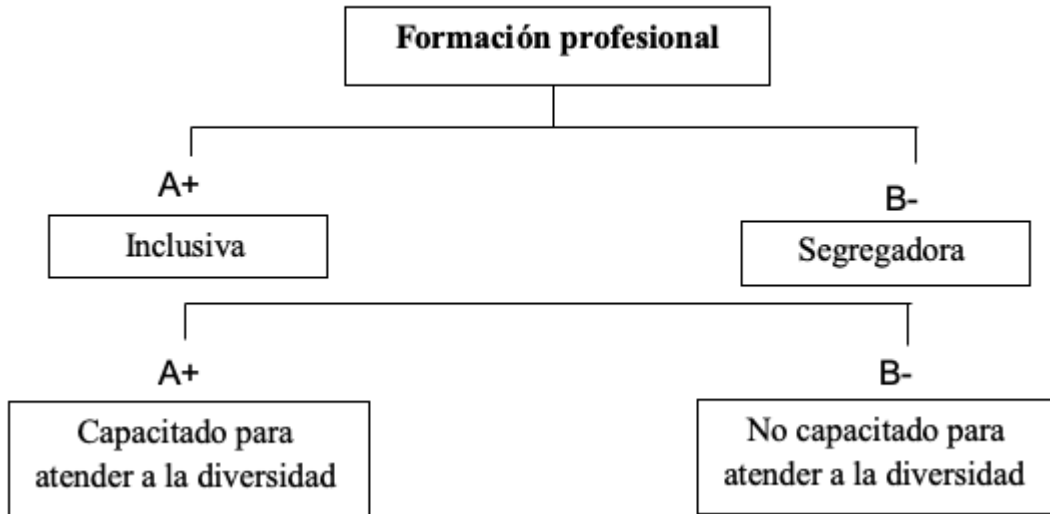 Formación profesional
A+
B-
Inclusiva
Segregadora
A+
B-
Capacitado para
atender a la diversidad
No capacitado para
atender a la diversidad